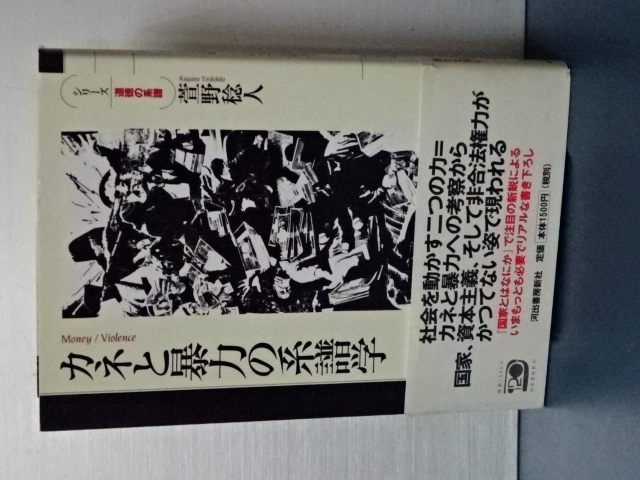 シリーズ
道徳の系譜
Kayano Toshihito
萱野稔人
Money / Violence
カネと暴力の系譜学
社会を動かす二つの力=
カネと暴力への考察から
国家、資本主義、そして非合法権力が
かつてない姿で現われる
『国家とはなにか』で注目の新鋭による
いまもっとも必要でリアルな書き下ろし
河出書房新社 定価 本体1500円(税別)
120